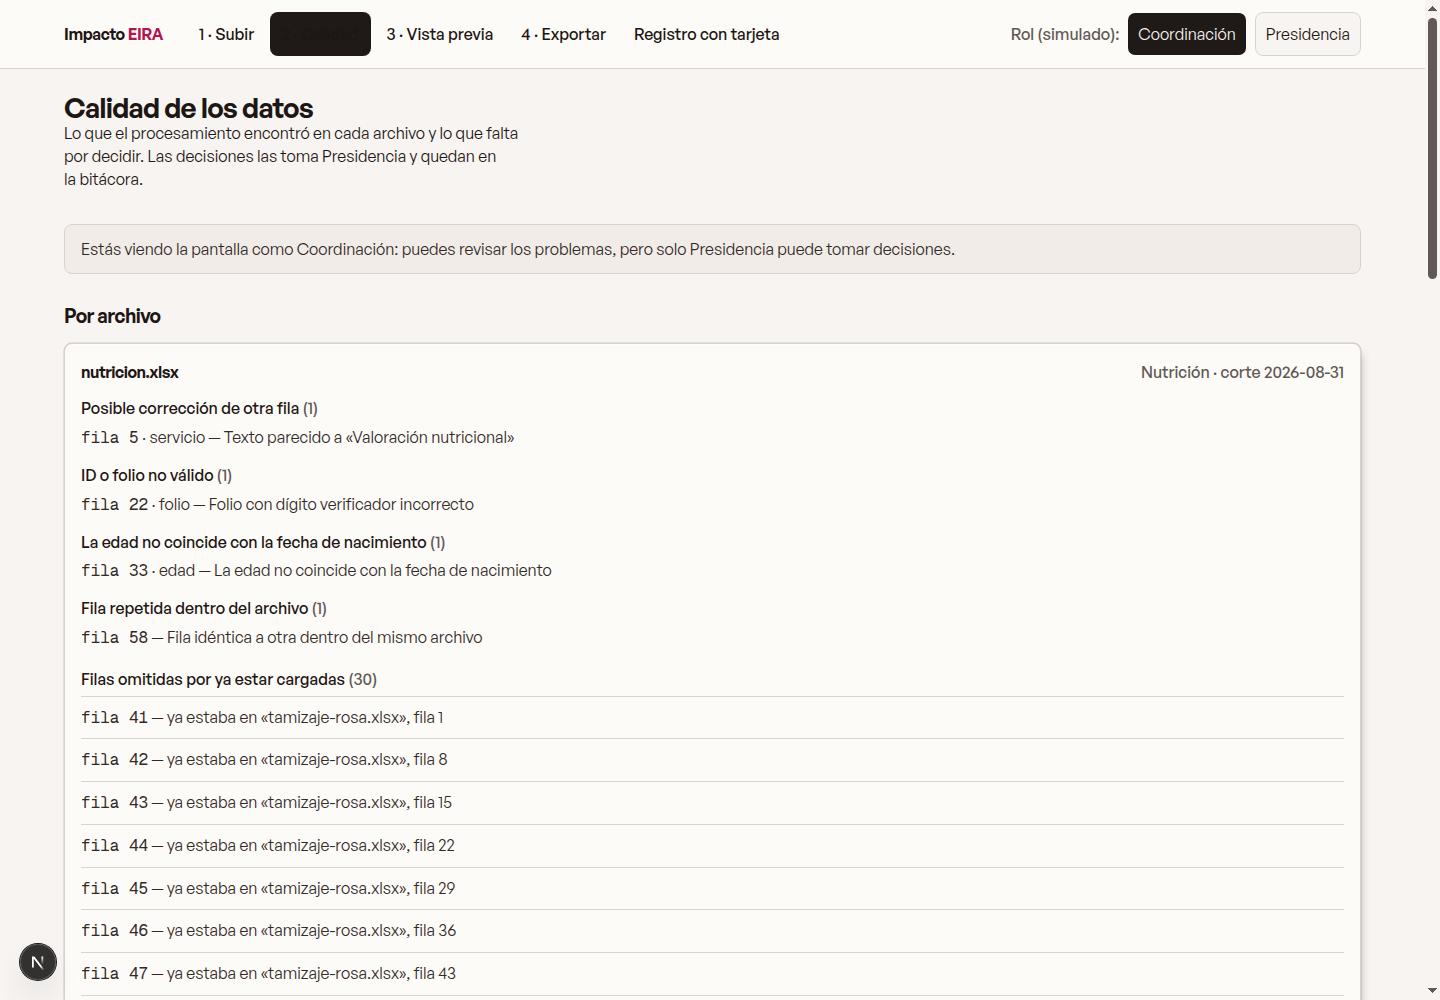 Impacto EIRA
1 · Subir
3 · Vista previa
4 · Exportar
Registro con tarjeta
Rol (simulado):
Coordinación
Presidencia
Calidad de los datos
Lo que el procesamiento encontró en cada archivo y lo que falta
por decidir. Las decisiones las toma Presidencia y quedan en
la bitácora.
Estás viendo la pantalla como Coordinación: puedes revisar los problemas, pero solo Presidencia puede tomar decisiones.
Por archivo
nutricion.xlsx
Nutrición · corte 2026-08-31
Posible corrección de otra fila (1)
fila 5 · servicio — Texto parecido a «Valoración nutricional»
ID o folio no válido (1)
fila 22 · folio — Folio con dígito verificador incorrecto
La edad no coincide con la fecha de nacimiento (1)
fila 33 · edad — La edad no coincide con la fecha de nacimiento
Fila repetida dentro del archivo (1)
fila 58 — Fila idéntica a otra dentro del mismo archivo
Filas omitidas por ya estar cargadas (30)
fila 41 — ya estaba en «tamizaje-rosa.xlsx», fila 1
fila 42 — ya estaba en «tamizaje-rosa.xlsx», fila 8
fila 43 — ya estaba en «tamizaje-rosa.xlsx», fila 15
fila 44 — ya estaba en «tamizaje-rosa.xlsx», fila 22
fila 45 — ya estaba en «tamizaje-rosa.xlsx», fila 29
fila 46 — ya estaba en «tamizaje-rosa.xlsx», fila 36
fila 47 — ya estaba en «tamizaje-rosa.xlsx», fila 43
N